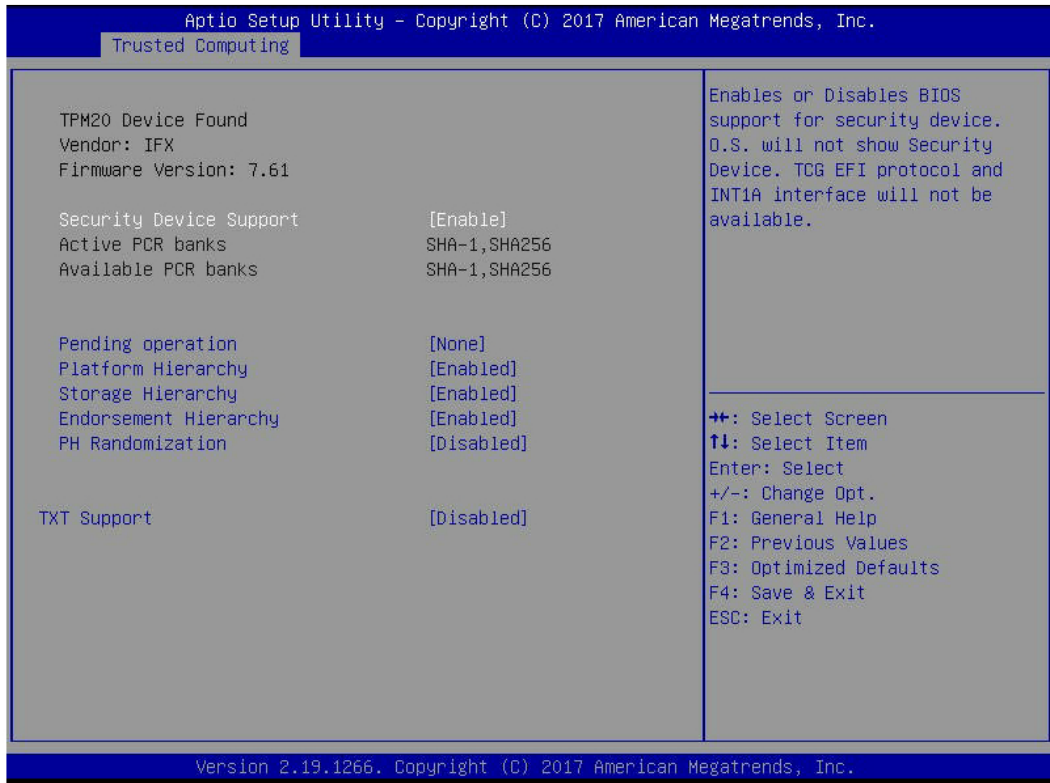 Aptio Setup Utility – Copyright (C) 2017 American Megatrends, Inc.
Trusted Computing
TPM20 Device Found
Vendor: IFX
Firmware Version: 7.61
Security Device Support [Enable]
Active PCR banks SHA-1,SHA256
Available PCR banks SHA-1,SHA256
Pending operation [None]
Platform Hierarchy [Enabled]
Storage Hierarchy [Enabled]
Endorsement Hierarchy [Enabled]
PH Randomization [Disabled]
TXT Support [Disabled]
Enables or Disables BIOS
support for security device.
O.S. will not show Security
Device. TCG EFI protocol and
INT1A interface will not be
available.
→←: Select Screen
↑↓: Select Item
Enter: Select
+/-: Change Opt.
F1: General Help
F2: Previous Values
F3: Optimized Defaults
F4: Save & Exit
ESC: Exit
Version 2.19.1266. Copyright (C) 2017 American Megatrends, Inc.